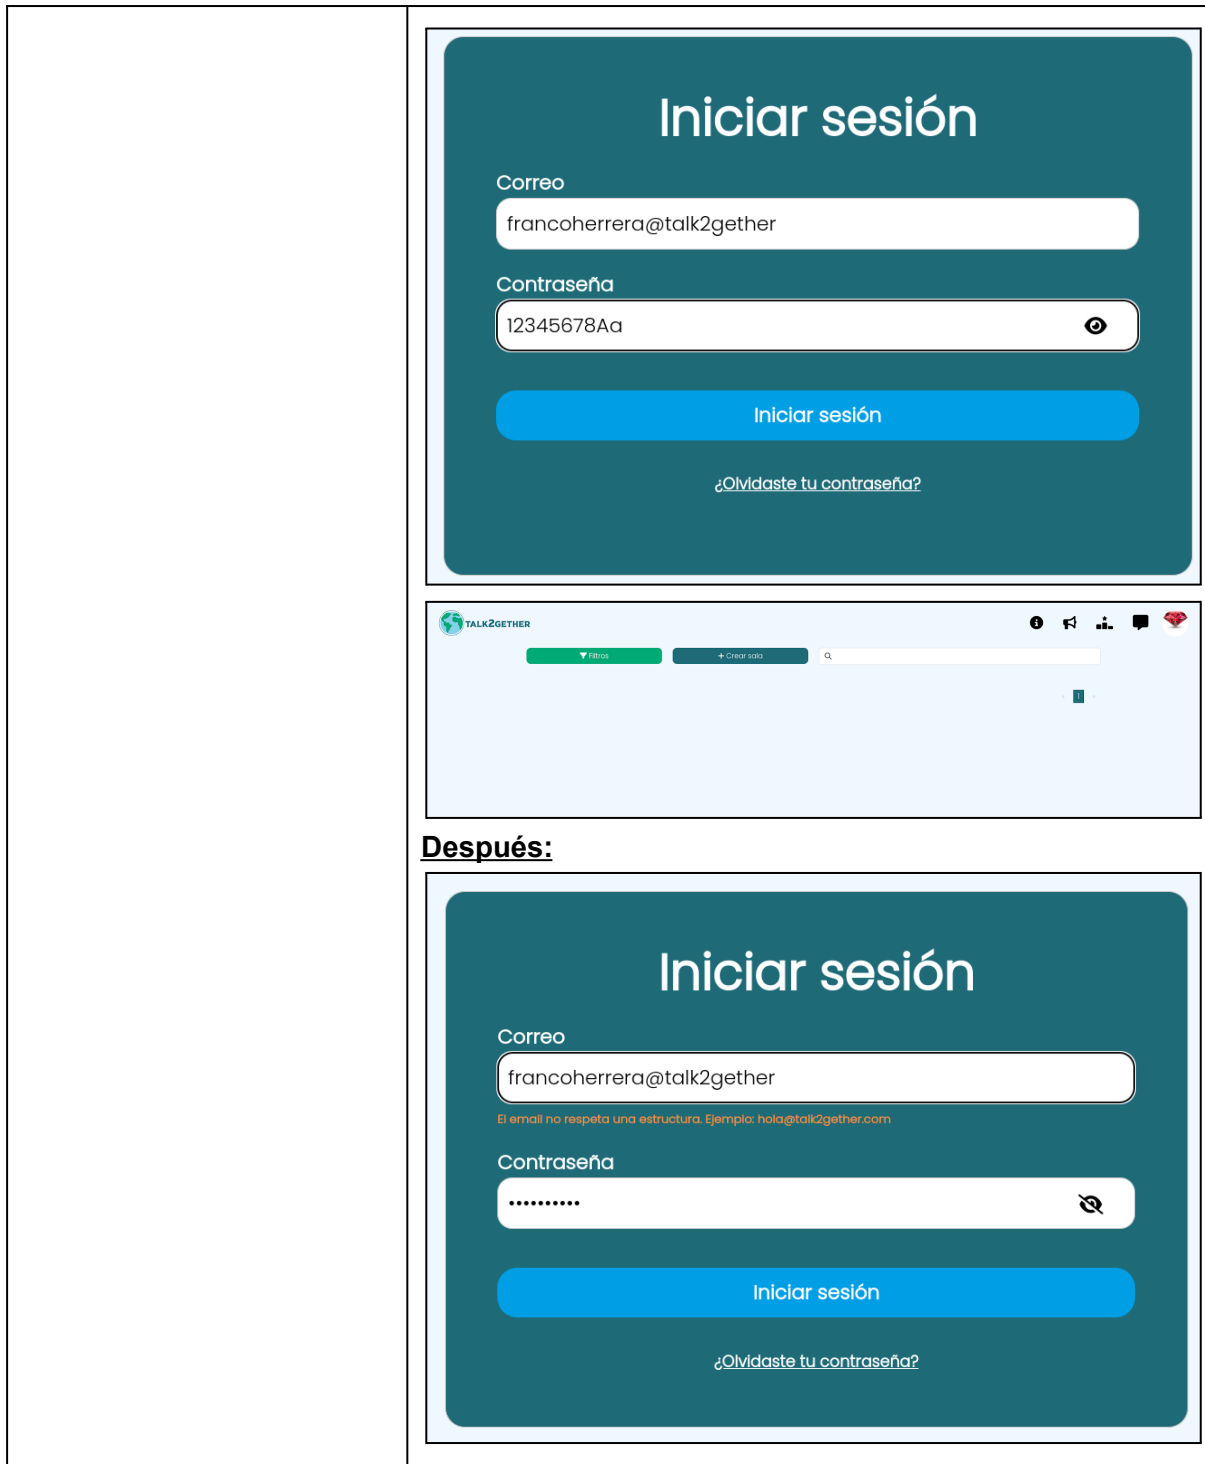 Iniciar sesión
Correo
francoherrera@talk2gether
Contraseña
12345678Aa
Iniciar sesión
¿Olvidaste tu contraseña?
TALK2GETHER
Filtros
+ Crear sala
1
Después:
Iniciar sesión
Correo
francoherrera@talk2gether
El email no respeta una estructura. Ejemplo: hola@talk2gether.com
Contraseña
••••••••••
Iniciar sesión
¿Olvidaste tu contraseña?